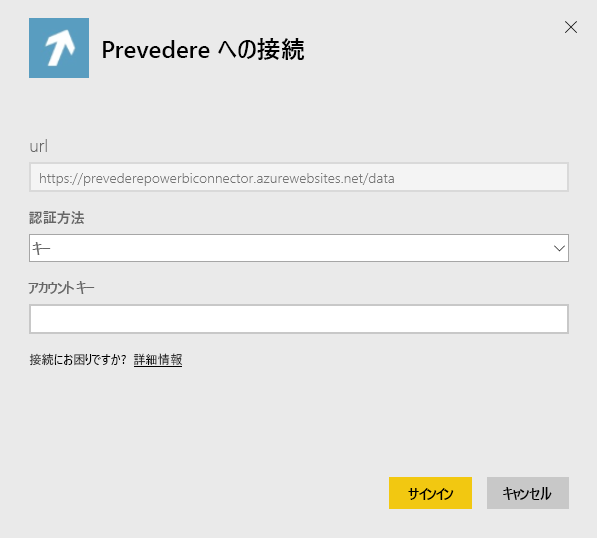 Prevedere への接続
url
https://prevederepowerbiconnector.azurewebsites.net/data
認証方法
キー
アカウント キー
接続にお困りですか? 詳細情報
サインイン キャンセル